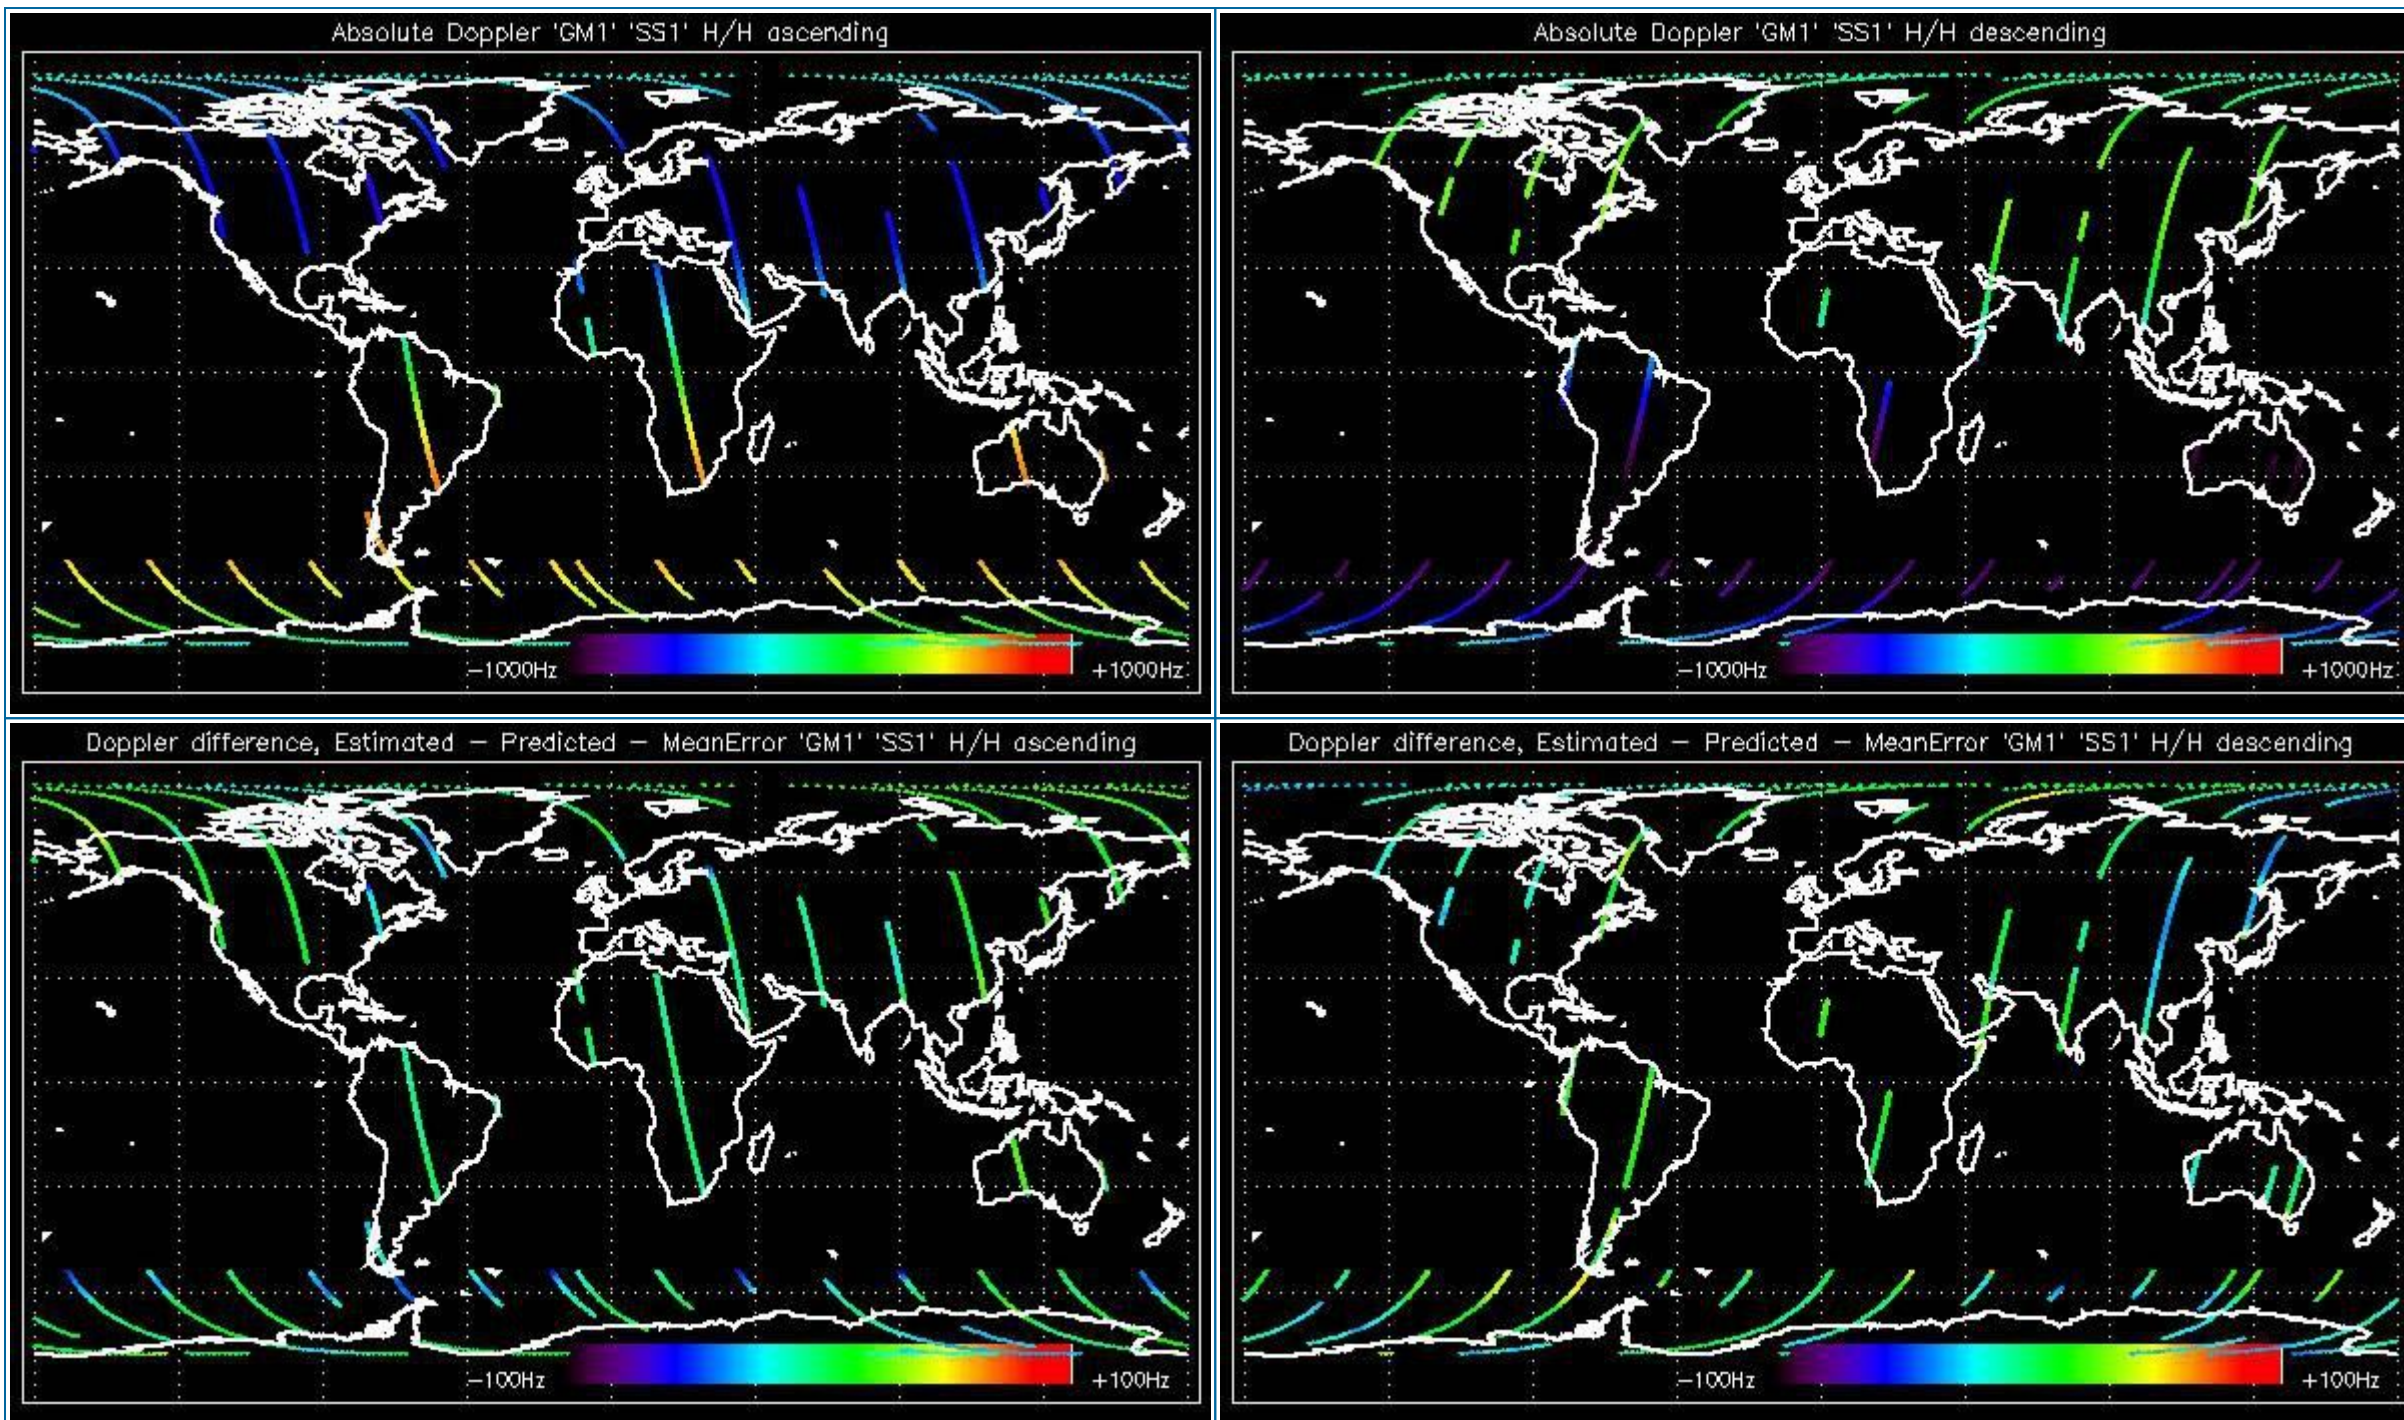 Absolute Doppler 'GM1' 'SS1' H/H ascending
-1000Hz
+1000Hz
Absolute Doppler 'GM1' 'SS1' H/H descending
-1000Hz
+1000Hz
Doppler difference, Estimated - Predicted - MeanError 'GM1' 'SS1' H/H ascending
-100Hz
+100Hz
Doppler difference, Estimated - Predicted - MeanError 'GM1' 'SS1' H/H descending
-100Hz
+100Hz